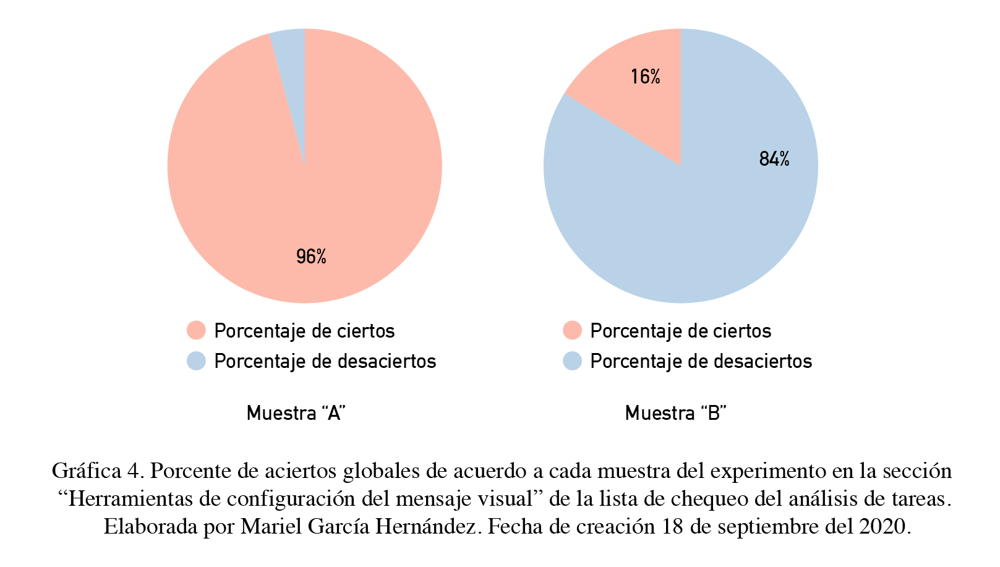 96%
16%
84%
Porcentaje de ciertos
Porcentaje de desaciertos
Muestra “A”
Porcentaje de ciertos
Porcentaje de desaciertos
Muestra “B”
Gráfica 4. Porcente de aciertos globales de acuerdo a cada muestra del experimento en la sección
“Herramientas de configuración del mensaje visual” de la lista de chequeo del análisis de tareas.
Elaborada por Mariel García Hernández. Fecha de creación 18 de septiembre del 2020.